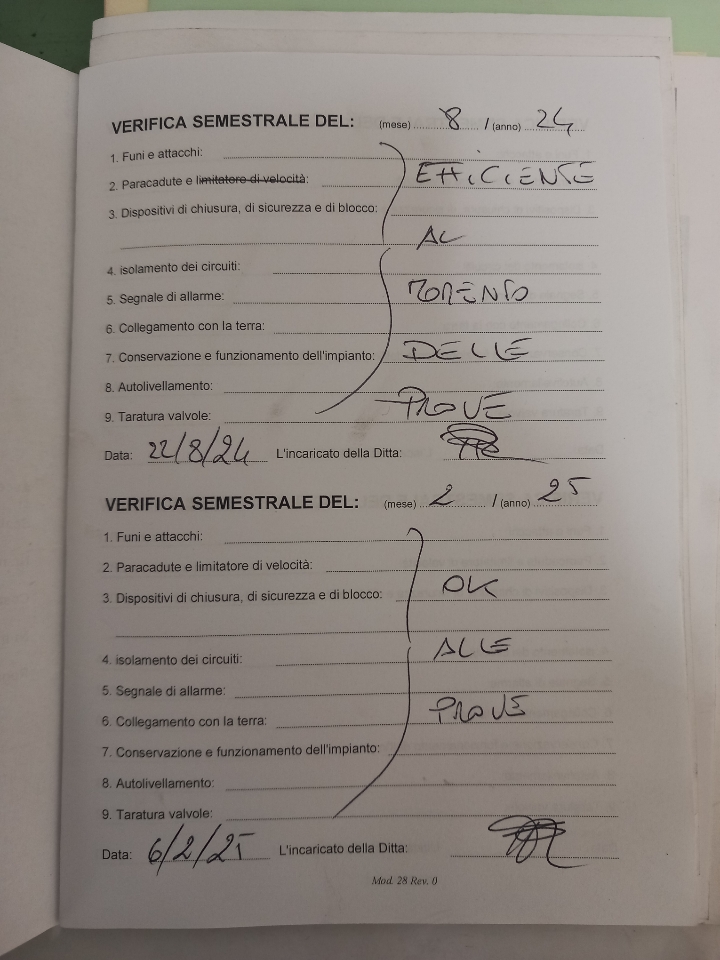 VERIFICA SEMESTRALE DEL: (mese) 8 / (anno) 24
1. Funi e attacchi:
2. Paracadute e limitatore di velocità: EFFICIENTE
3. Dispositivi di chiusura, di sicurezza e di blocco:
AL
4. isolamento dei circuiti:
5. Segnale di allarme: MOMENTO
6. Collegamento con la terra:
7. Conservazione e funzionamento dell'impianto: DELLE
8. Autolivellamento:
9. Taratura valvole: PROVE
Data: 22/8/24 L'incaricato della Ditta:
VERIFICA SEMESTRALE DEL: (mese) 2 / (anno) 25
1. Funi e attacchi:
2. Paracadute e limitatore di velocità:
3. Dispositivi di chiusura, di sicurezza e di blocco: OK
ALLE
4. isolamento dei circuiti:
5. Segnale di allarme:
6. Collegamento con la terra: PROVE
7. Conservazione e funzionamento dell'impianto:
8. Autolivellamento:
9. Taratura valvole:
Data: 6/2/25 L'incaricato della Ditta:
Mod. 28 Rev. 0